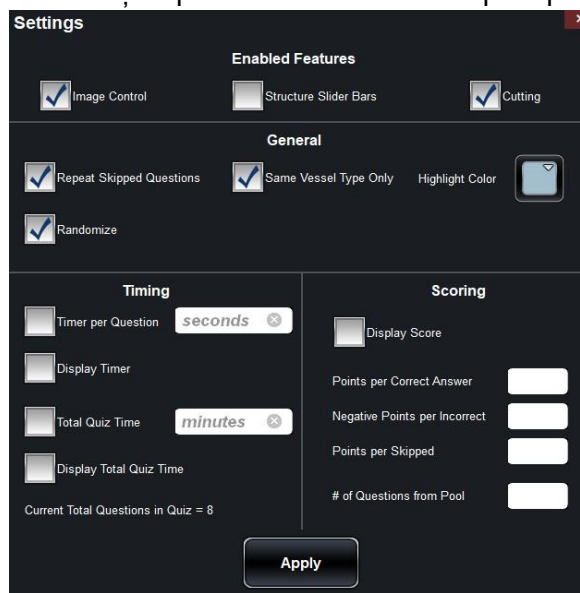 Settings
Enabled Features
Image Control Structure Slider Bars Cutting
General
Repeat Skipped Questions Same Vessel Type Only Highlight Color
Randomize
Timing
Timer per Question seconds
Display Timer
Total Quiz Time minutes
Display Total Quiz Time
Current Total Questions in Quiz = 8
Scoring
Display Score
Points per Correct Answer
Negative Points per Incorrect
Points per Skipped
# of Questions from Pool
Apply